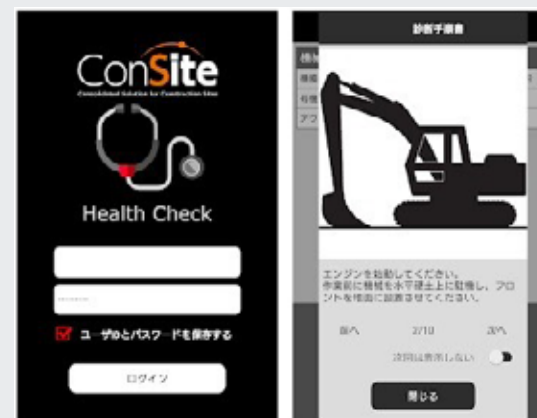 ConSite
Consolidated Solution for Construction Sites
Health Check
ユーザIDとパスワードを保存する
ログイン
診断手順書
エンジンを始動してください。
作業前に機械を水平硬土上に駐機し、フロ
ントを地面に設置させてください。
前へ 2/10 次へ
次回は表示しない
閉じる